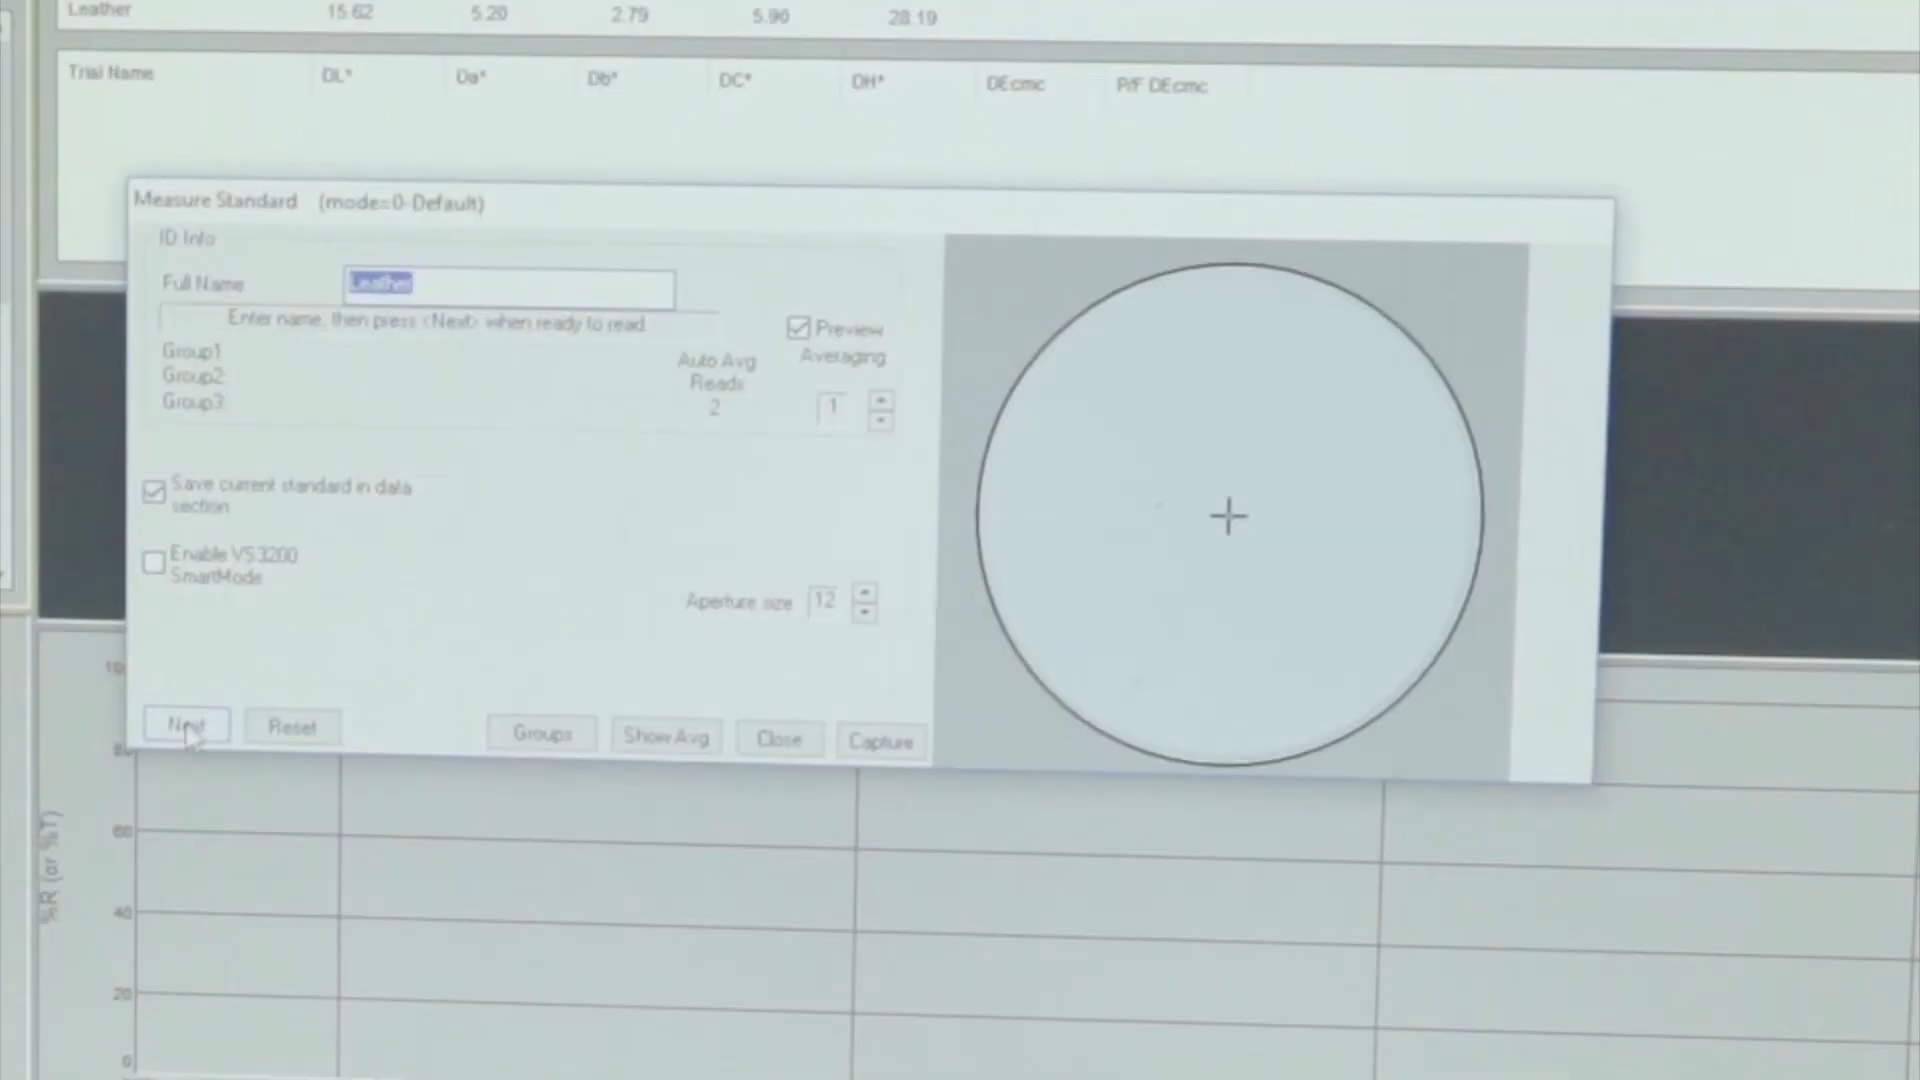 Leather 15.62 5.20 2.79 5.90 28.19
Trial Name DL* Da* Db* DC* DH* DEcmc P/F DEcmc
Measure Standard (mode=0-Default)
ID Info
Full Name Leather
Enter name, then press <Next> when ready to read.
Preview
Averaging
1
Group1:
Group2:
Group3:
Auto Avg
Reads
2
Save current standard in data
section
Enable VS3200
SmartMode
Aperture size 12
Next Reset Groups Show Avg Close Capture
%R (or %T)
80
60
40
20
0